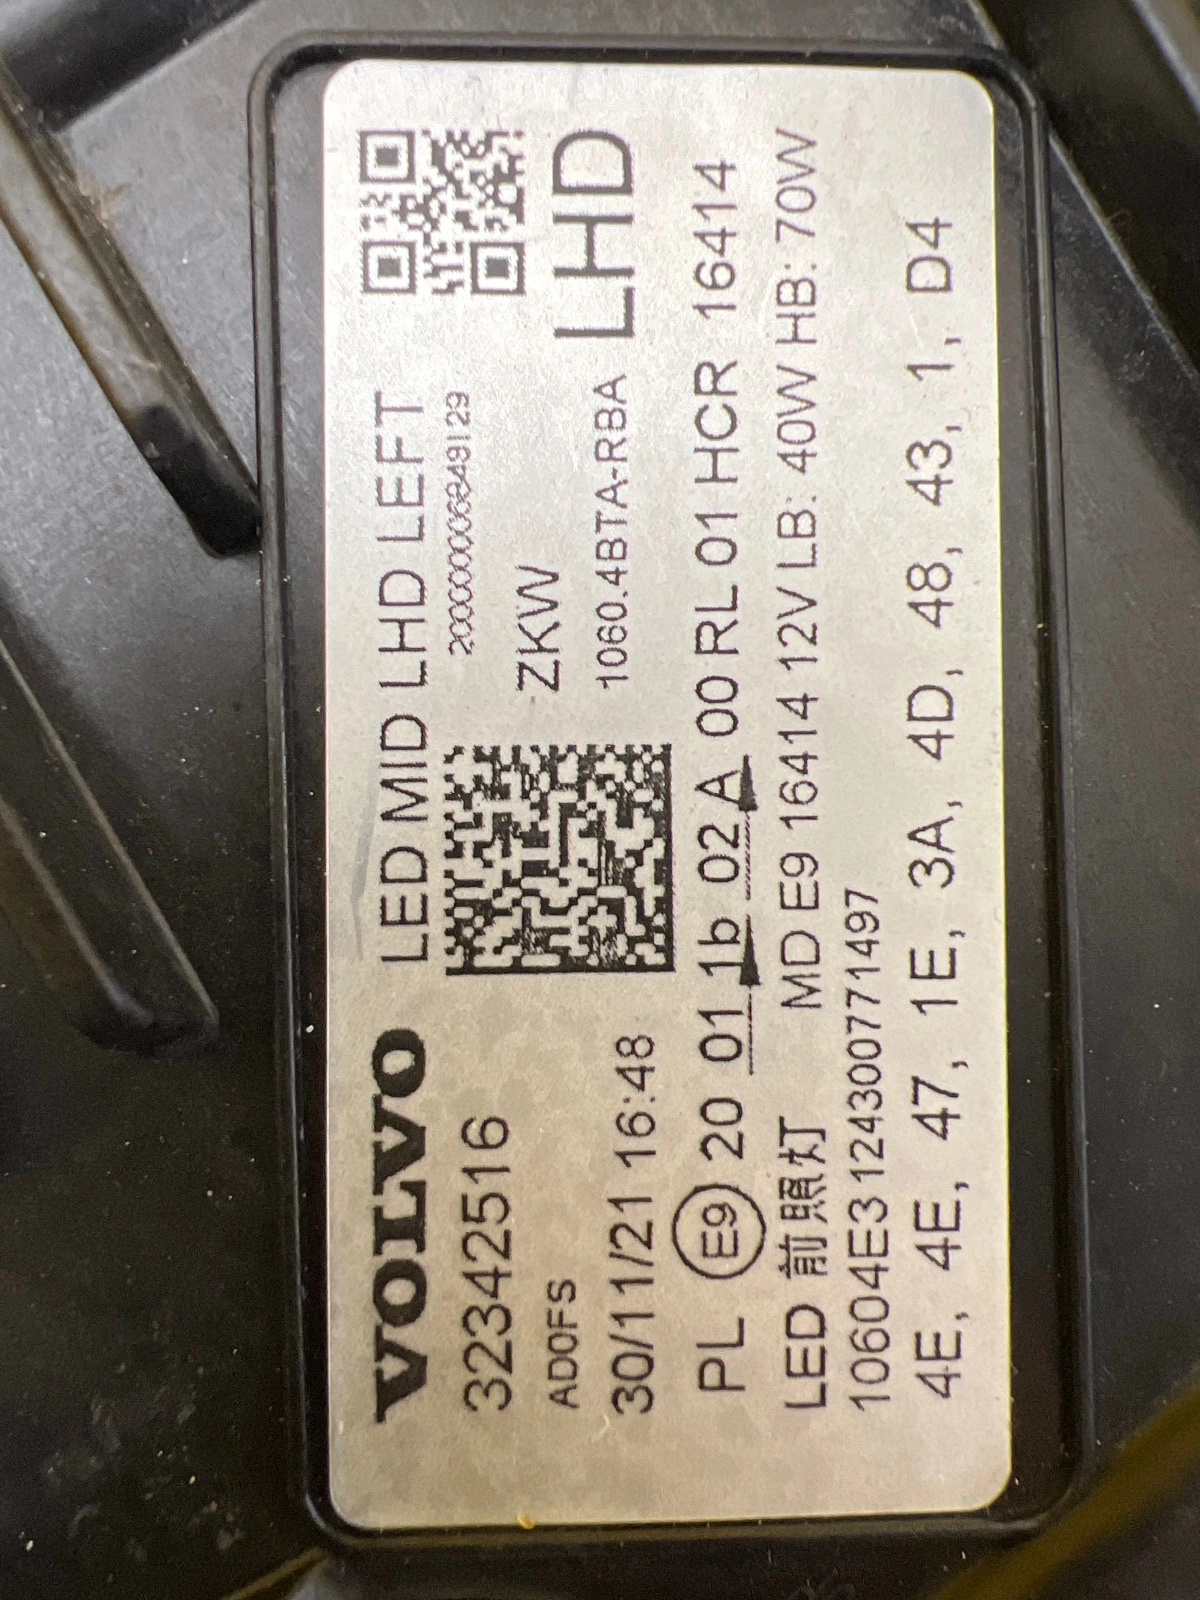 VOLVO LED MID LHD LEFT
32342516 200000006849129
AD0FS ZKW
30/11/21 16:48 1060.4BTA-RBA LHD
PL E9 20 01 1b 02 A 00 RL 01 HCR 16414
LED 前照灯 MD E9 16414 12V LB: 40W HB: 70W
10604E31243007771497
4E, 4E, 47, 1E, 3A, 4D, 48, 43, 1, D4